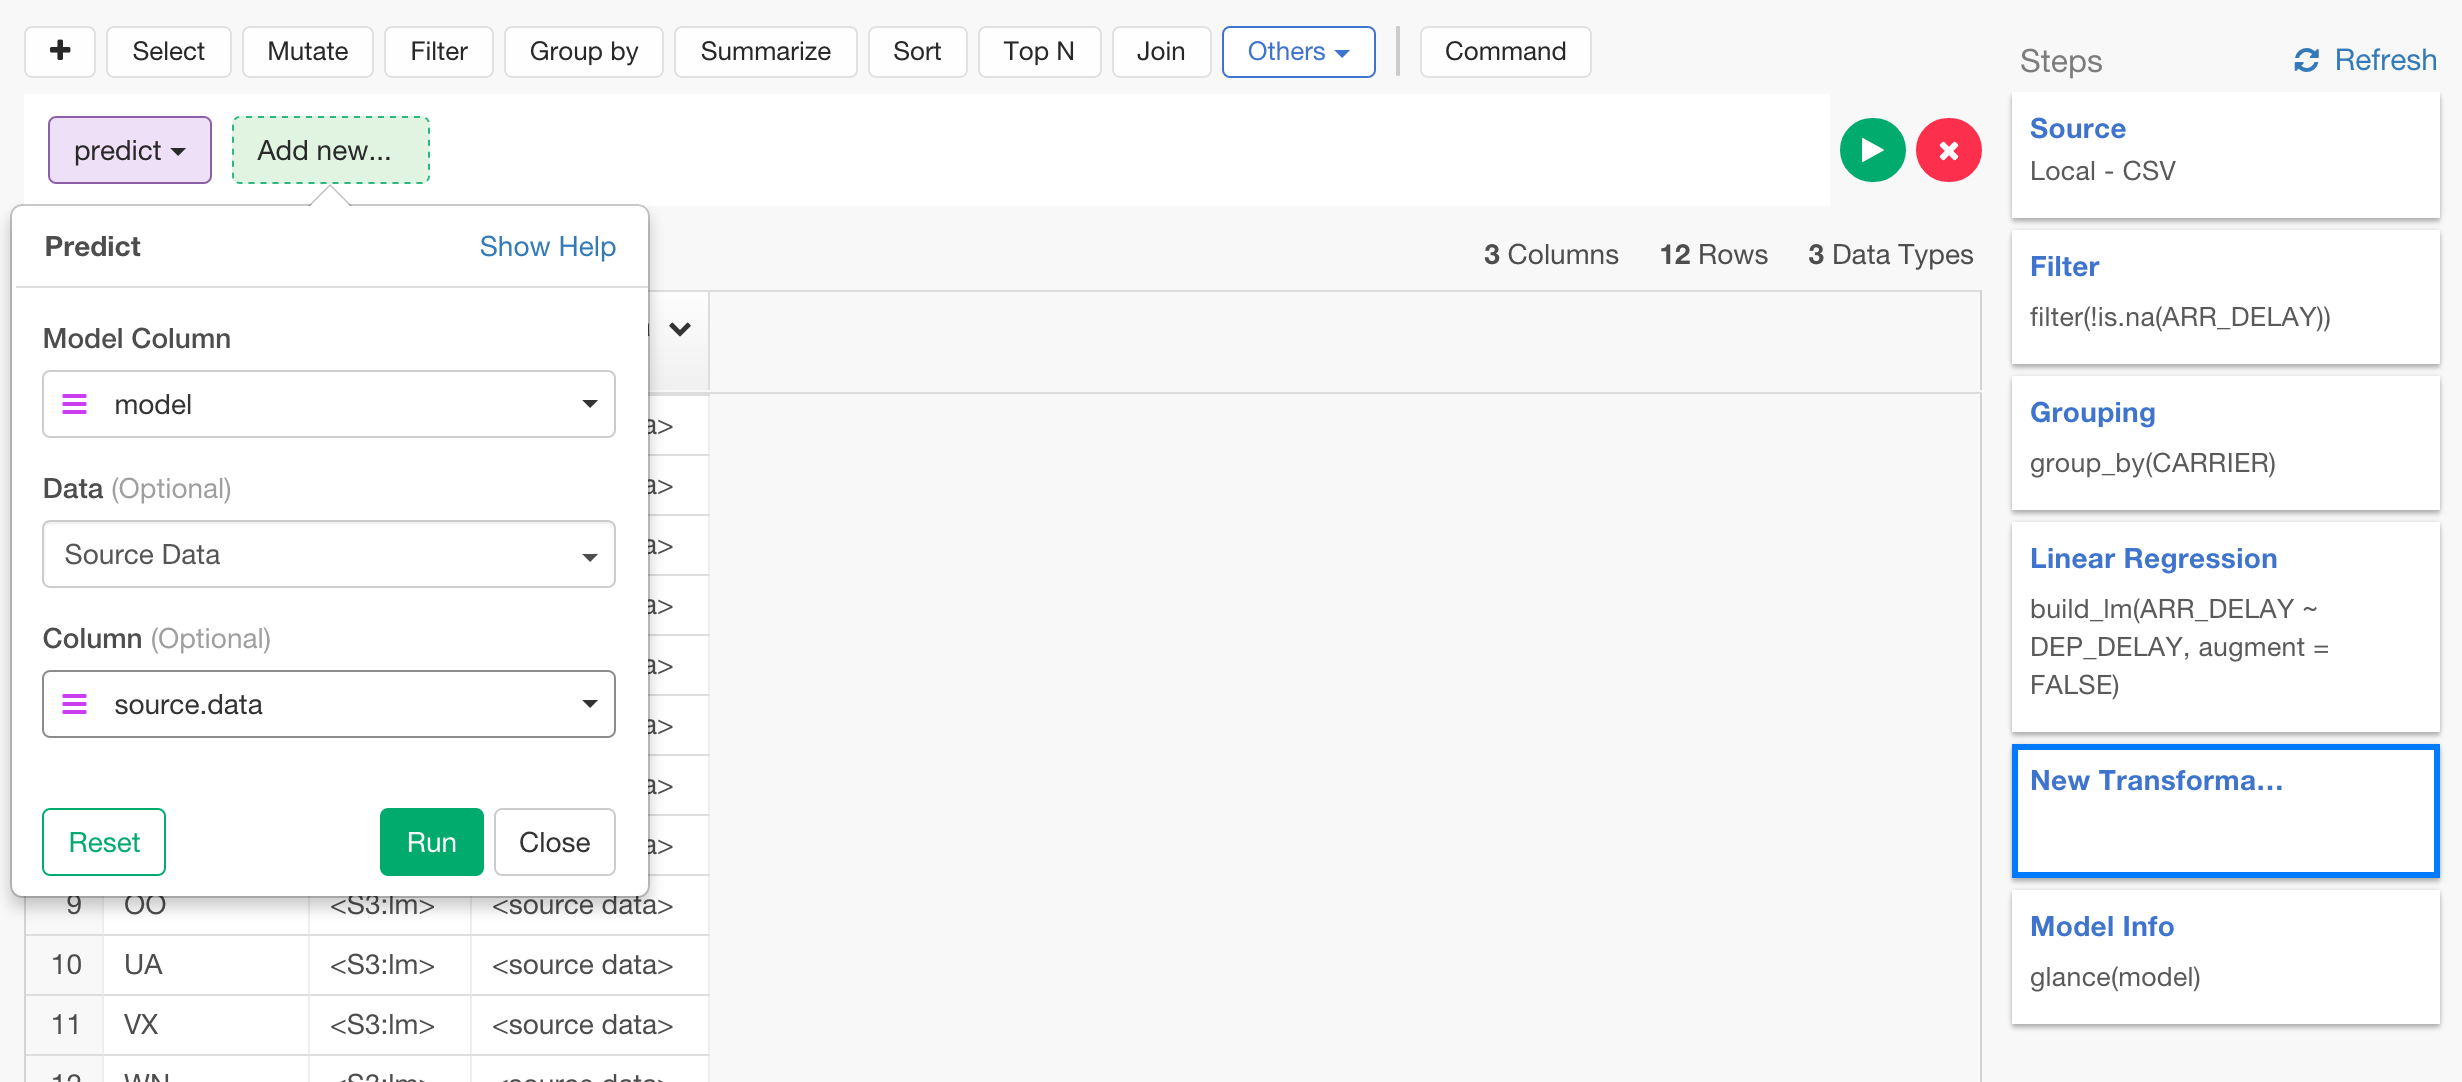 Select Mutate Filter Group by Summarize Sort Top N Join Others Command
Steps Refresh
predict Add new...
Predict Show Help
Model Column
model
Data (Optional)
Source Data
Column (Optional)
source.data
Reset Run Close
3 Columns 12 Rows 3 Data Types
a>
a>
a>
a>
a>
a>
a>
a>
9 OO <S3:lm> <source data>
10 UA <S3:lm> <source data>
11 VX <S3:lm> <source data>
12 WN <S3:lm> <source data>
Source
Local - CSV
Filter
filter(!is.na(ARR_DELAY))
Grouping
group_by(CARRIER)
Linear Regression
build_lm(ARR_DELAY ~
DEP_DELAY, augment =
FALSE)
New Transforma...
Model Info
glance(model)